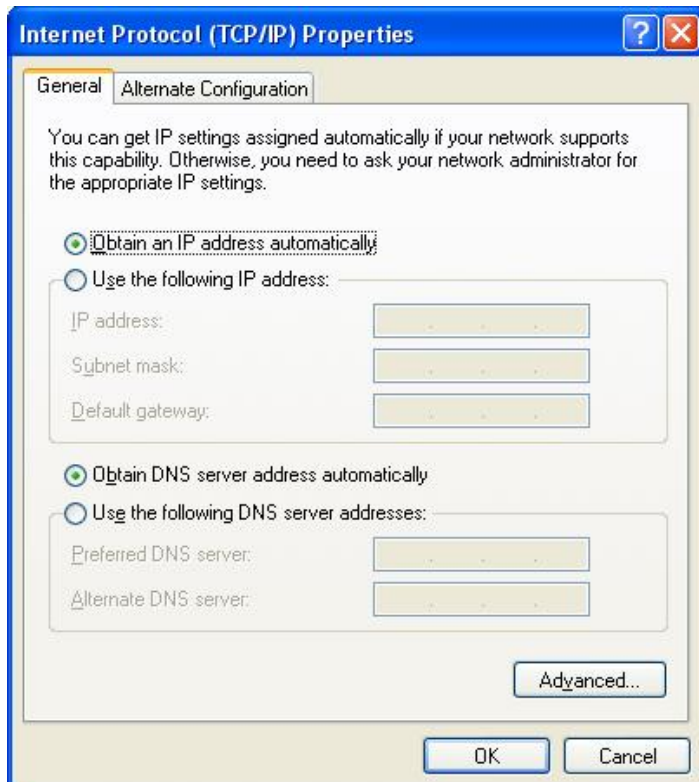 Internet Protocol (TCP/IP) Properties
General
Alternate Configuration
You can get IP settings assigned automatically if your network supports
this capability. Otherwise, you need to ask your network administrator for
the appropriate IP settings.
Obtain an IP address automatically
Use the following IP address:
IP address:
Subnet mask:
Default gateway:
Obtain DNS server address automatically
Use the following DNS server addresses:
Preferred DNS server:
Alternate DNS server:
Advanced...
OK
Cancel